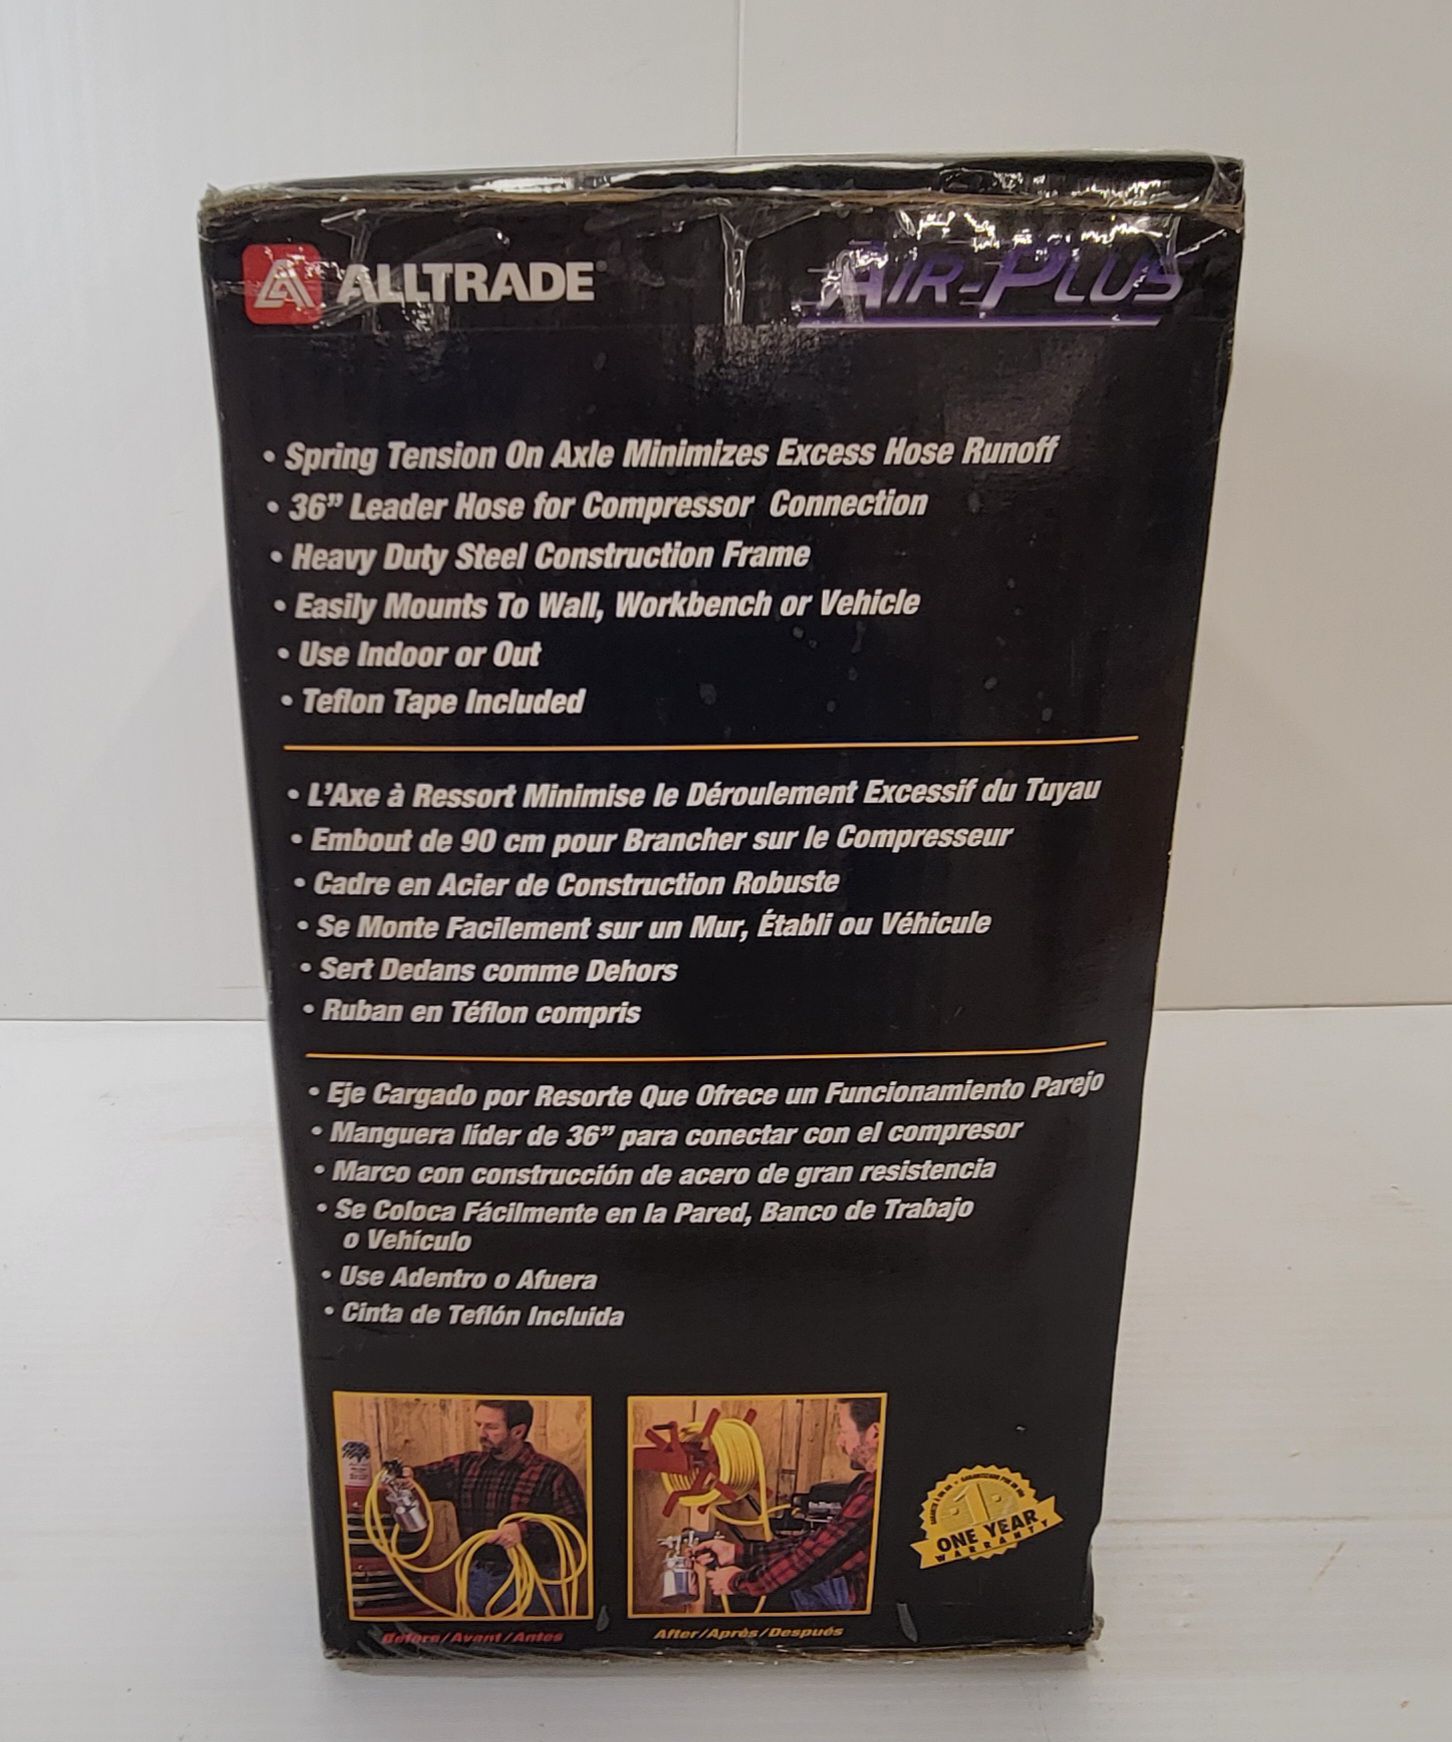 ALLTRADE®
AIR-PLUS
• Spring Tension On Axle Minimizes Excess Hose Runoff
• 36” Leader Hose for Compressor Connection
• Heavy Duty Steel Construction Frame
• Easily Mounts To Wall, Workbench or Vehicle
• Use Indoor or Out
• Teflon Tape Included
• L’Axe à Ressort Minimise le Déroulement Excessif du Tuyau
• Embout de 90 cm pour Brancher sur le Compresseur
• Cadre en Acier de Construction Robuste
• Se Monte Facilement sur un Mur, Établi ou Véhicule
• Sert Dedans comme Dehors
• Ruban en Téflon compris
• Eje Cargado por Resorte Que Ofrece un Funcionamiento Parejo
• Manguera líder de 36” para conectar con el compresor
• Marco con construcción de acero de gran resistencia
• Se Coloca Fácilmente en la Pared, Banco de Trabajo
o Vehículo
• Use Adentro o Afuera
• Cinta de Teflón Incluida
Before/Avant/Antes
After/Après/Después
1
ONE YEAR
WARRANTY